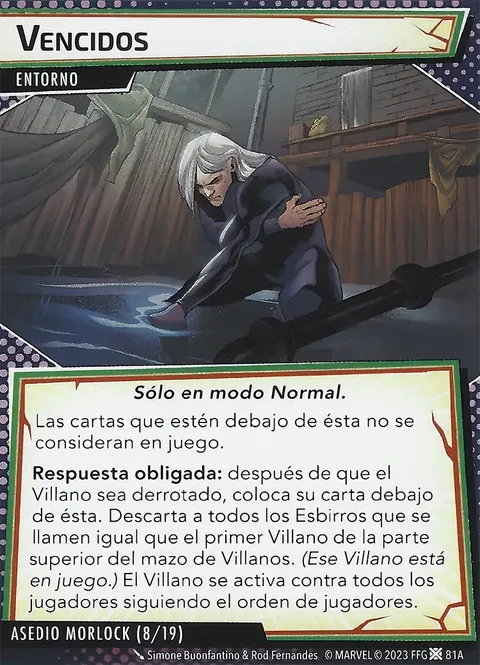 VENCIDOS
ENTORNO
Sólo en modo Normal.
Las cartas que estén debajo de ésta no se
consideran en juego.
Respuesta obligada: después de que el
Villano sea derrotado, coloca su carta debajo
de ésta. Descarta a todos los Esbirros que se
llamen igual que el primer Villano de la parte
superior del mazo de Villanos. (Ese Villano está
en juego.) El Villano se activa contra todos los
jugadores siguiendo el orden de jugadores.
ASEDIO MORLOCK (8/19)
Simone Buonfantino & Rod Fernandes © MARVEL © 2023 FFG 81A